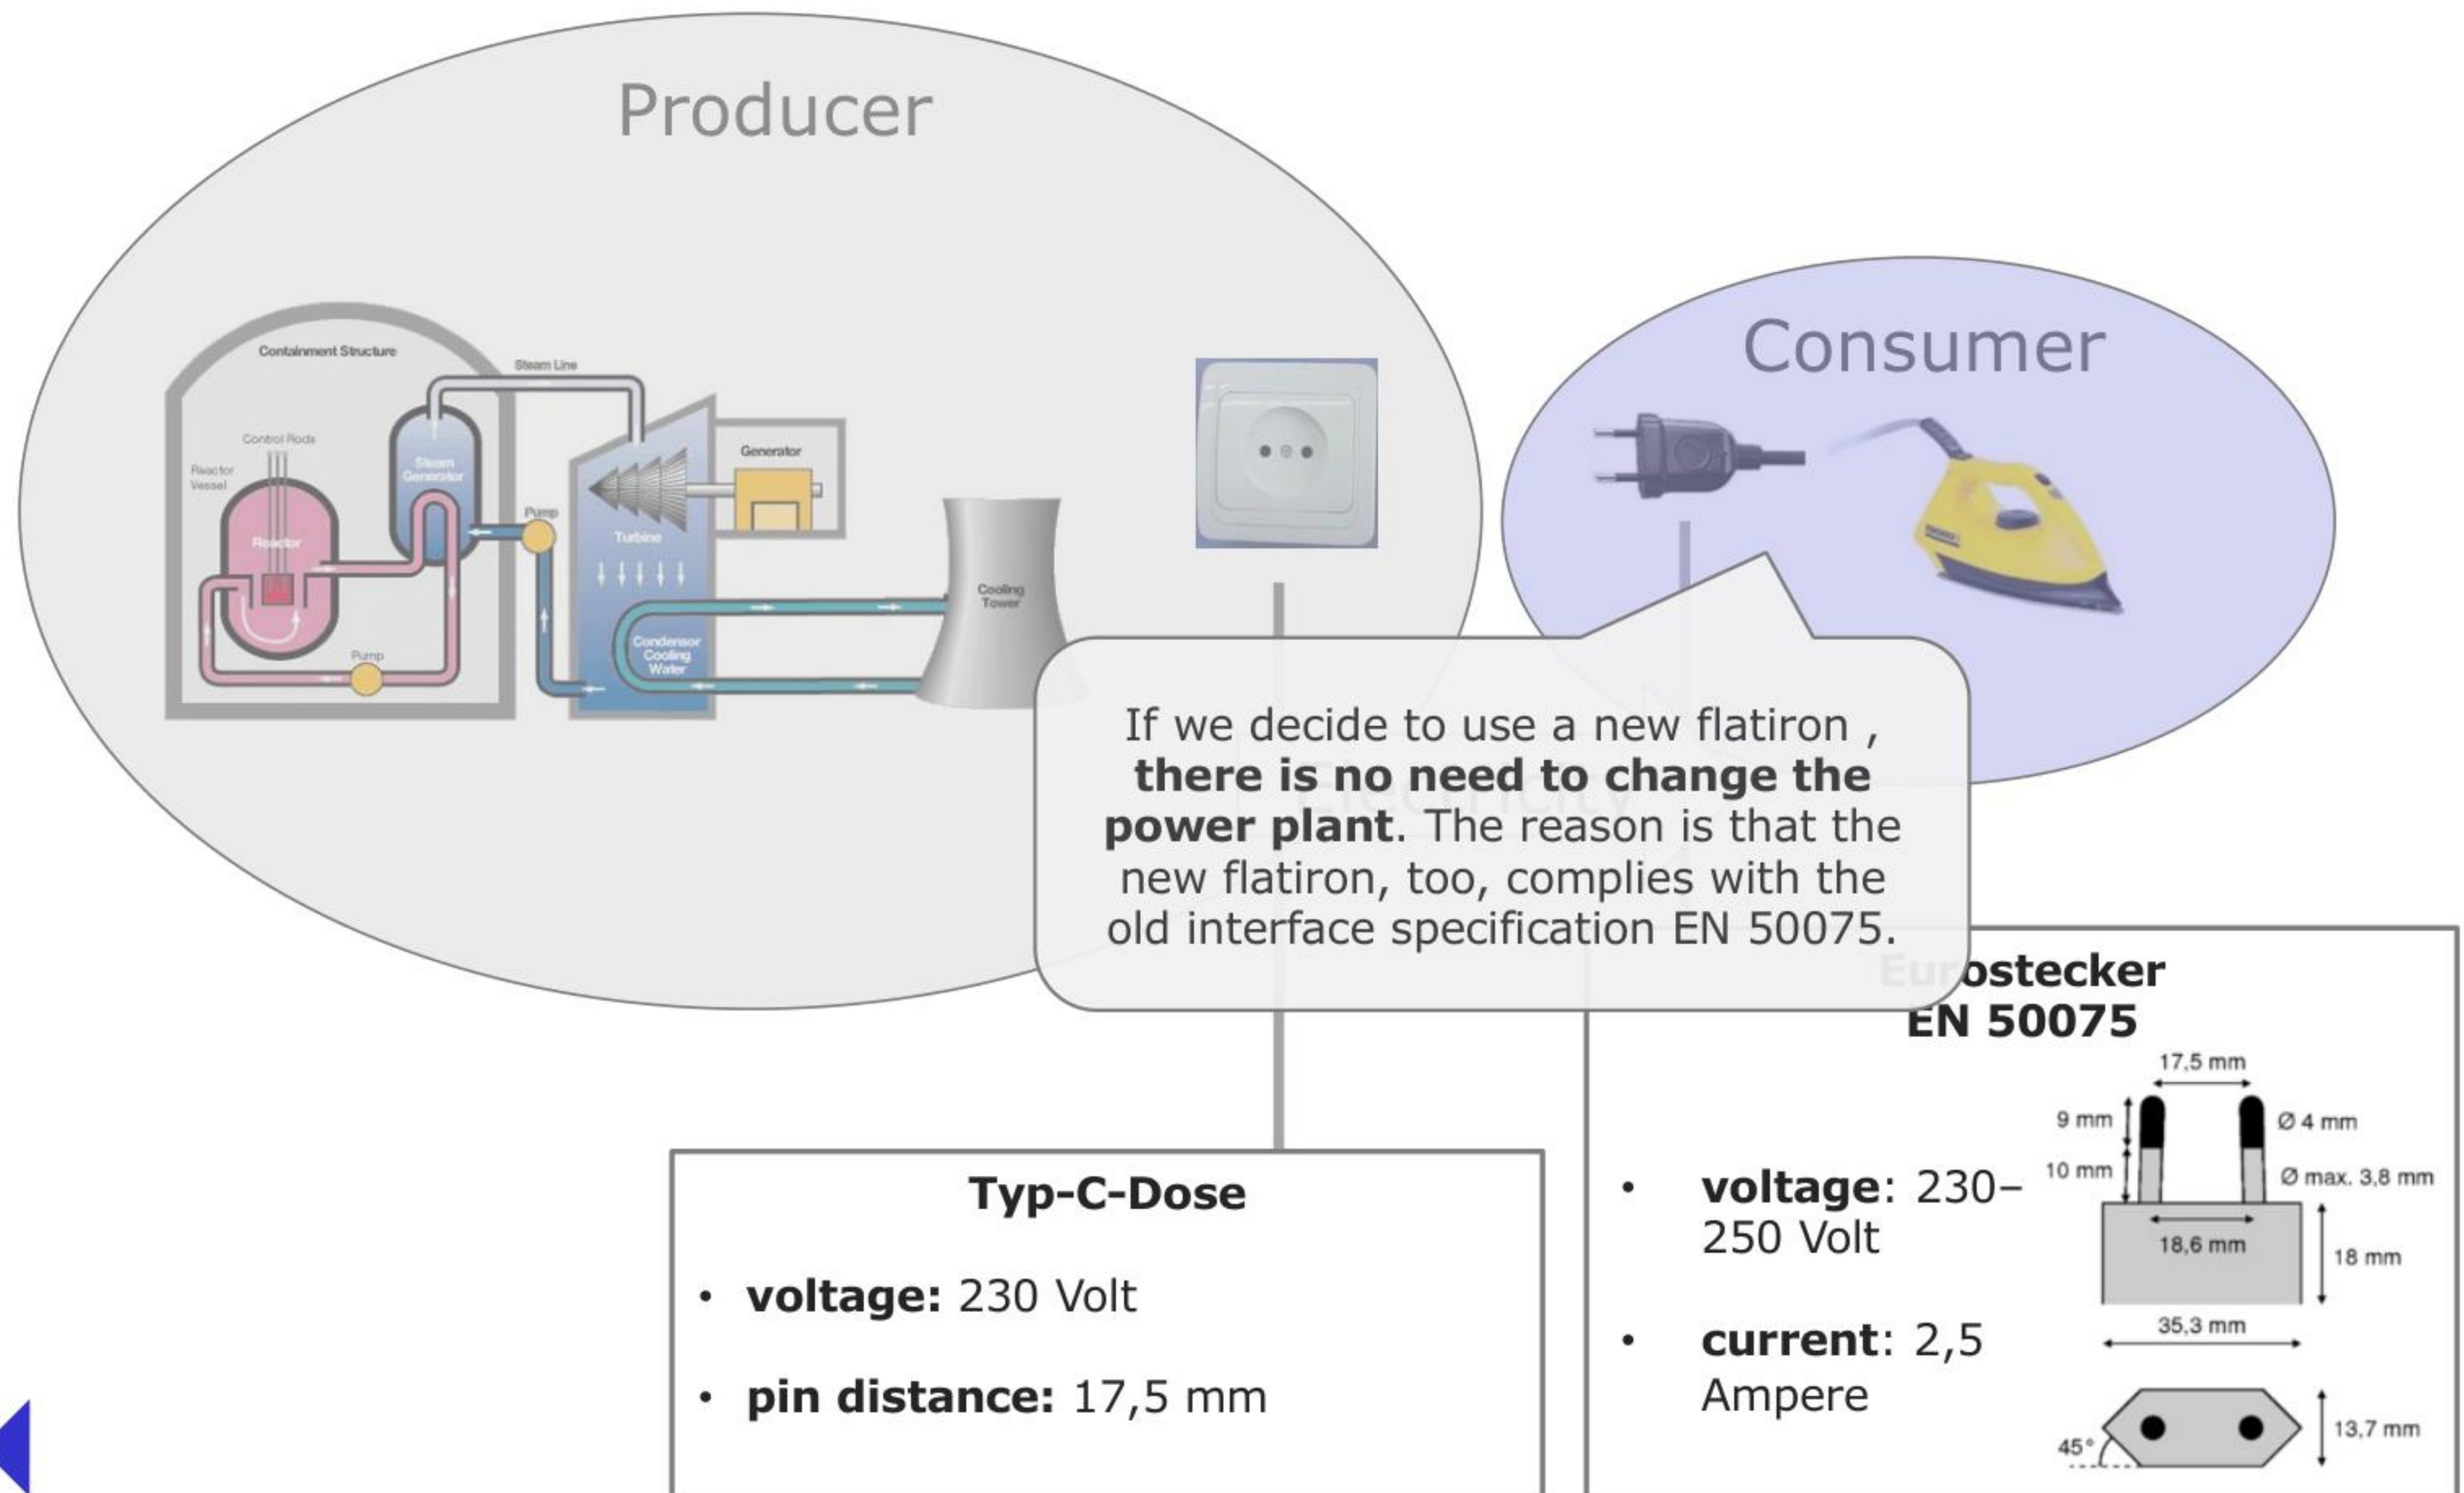 Producer
Consumer
Containment Structure
Steam Line
Control Rods
Reactor
Vessel
Steam
Generator
Generator
Reactor
Pump
Turbine
Pump
Condensor
Cooling
Water
Cooling
Tower
If we decide to use a new flatiron ,
there is no need to change the
power plant. The reason is that the
new flatiron, too, complies with the
old interface specification EN 50075.
Electricity
Typ-C-Dose
• voltage: 230 Volt
• pin distance: 17,5 mm
Eurostecker
EN 50075
• voltage: 230–
250 Volt
• current: 2,5
Ampere
17,5 mm
9 mm
Ø 4 mm
10 mm
Ø max. 3,8 mm
18,6 mm
18 mm
35,3 mm
13,7 mm
45°